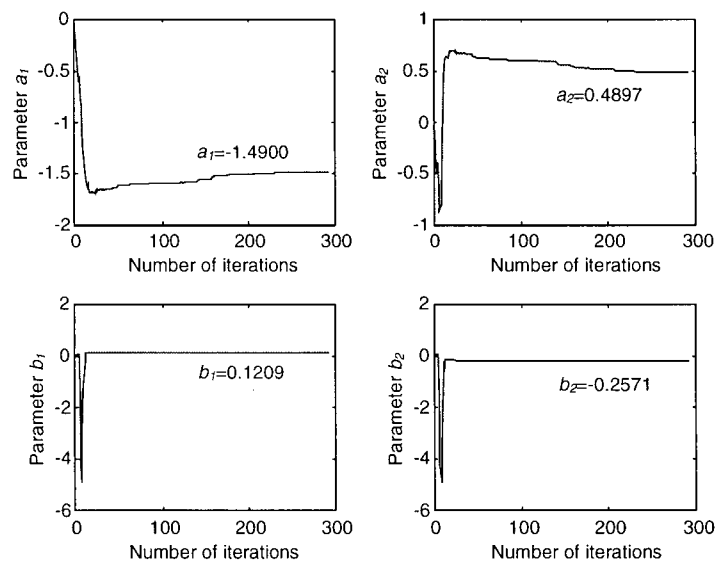 0
-0.5
-1
-1.5
-2
Parameter a1
a1=-1.4900
0 100 200 300
Number of iterations
1
0.5
0
-0.5
-1
Parameter a2
a2=0.4897
0 100 200 300
Number of iterations
2
0
-2
-4
-6
Parameter b1
b1=0.1209
0 100 200 300
Number of iterations
2
0
-2
-4
-6
Parameter b2
b2=-0.2571
0 100 200 300
Number of iterations